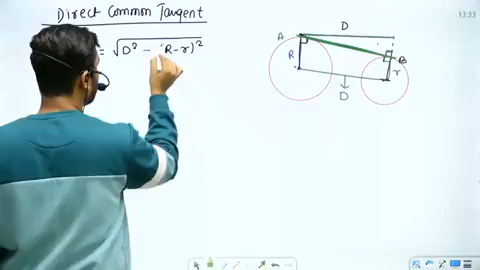 Direct Common Tangent
= √D² - (R-r)²
D
A
R
B
r
D
13:33